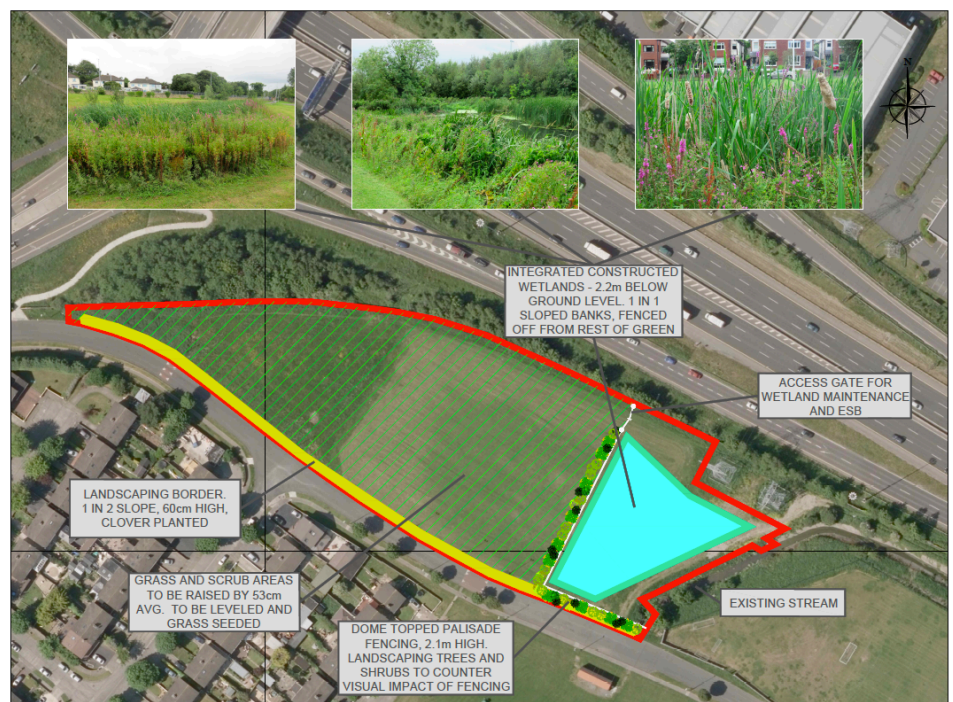 N
INTEGRATED CONSTRUCTED
WETLANDS - 2.2m BELOW
GROUND LEVEL. 1 IN 1
SLOPED BANKS, FENCED
OFF FROM REST OF GREEN
ACCESS GATE FOR
WETLAND MAINTENANCE
AND ESB
LANDSCAPING BORDER.
1 IN 2 SLOPE, 60cm HIGH,
CLOVER PLANTED
GRASS AND SCRUB AREAS
TO BE RAISED BY 53cm
AVG. TO BE LEVELED AND
GRASS SEEDED
EXISTING STREAM
DOME TOPPED PALISADE
FENCING, 2.1m HIGH.
LANDSCAPING TREES AND
SHRUBS TO COUNTER
VISUAL IMPACT OF FENCING